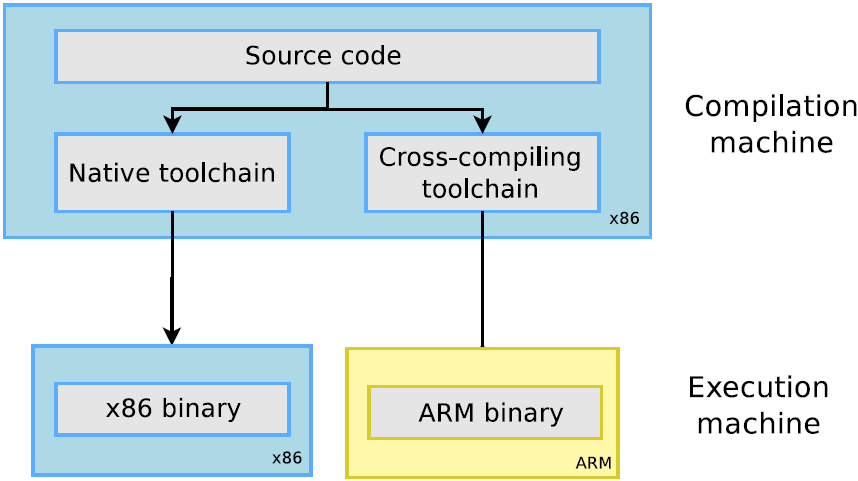 Source code
Compilation
machine
Native toolchain
Cross-compiling
toolchain
x86
Execution
machine
x86 binary
ARM binary
x86
ARM